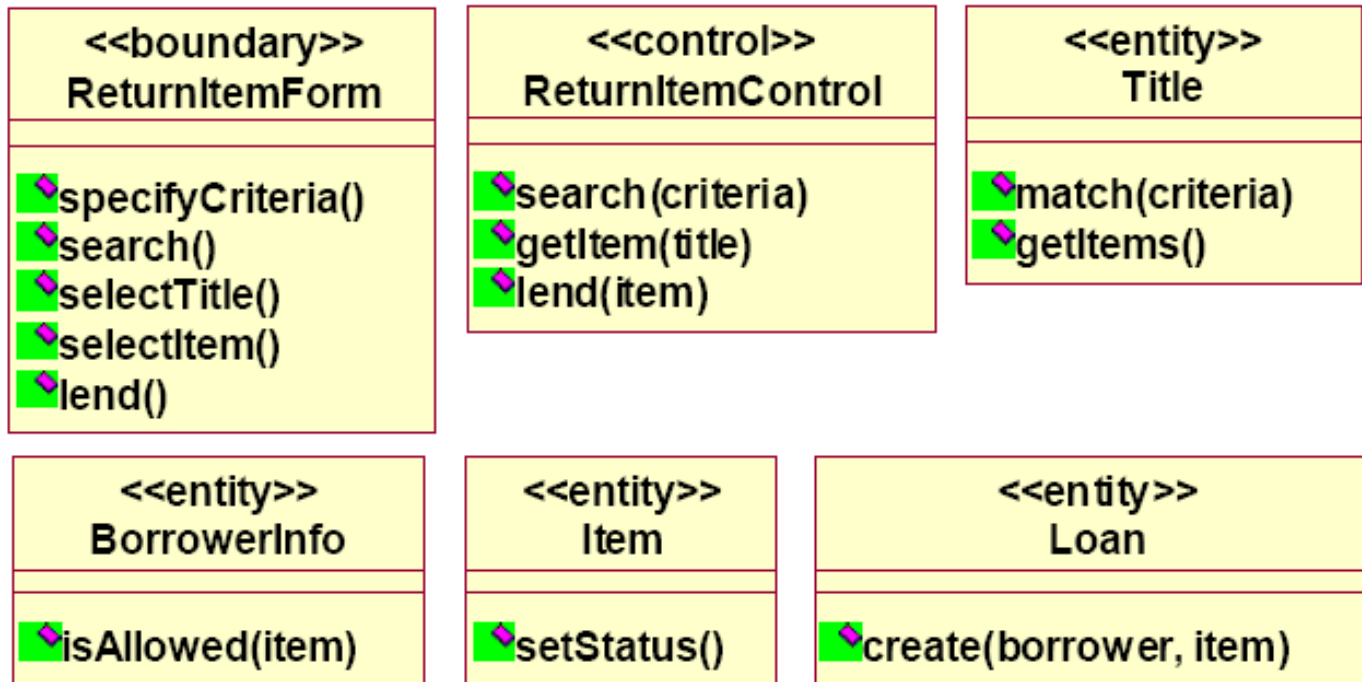 <<boundary>>
ReturnItemForm
specifyCriteria()
search()
selectTitle()
selectItem()
lend()
<<control>>
ReturnItemControl
search(criteria)
getItem(title)
lend(item)
<<entity>>
Title
match(criteria)
getItems()
<<entity>>
BorrowerInfo
isAllowed(item)
<<entity>>
Item
setStatus()
<<entity>>
Loan
create(borrower, item)